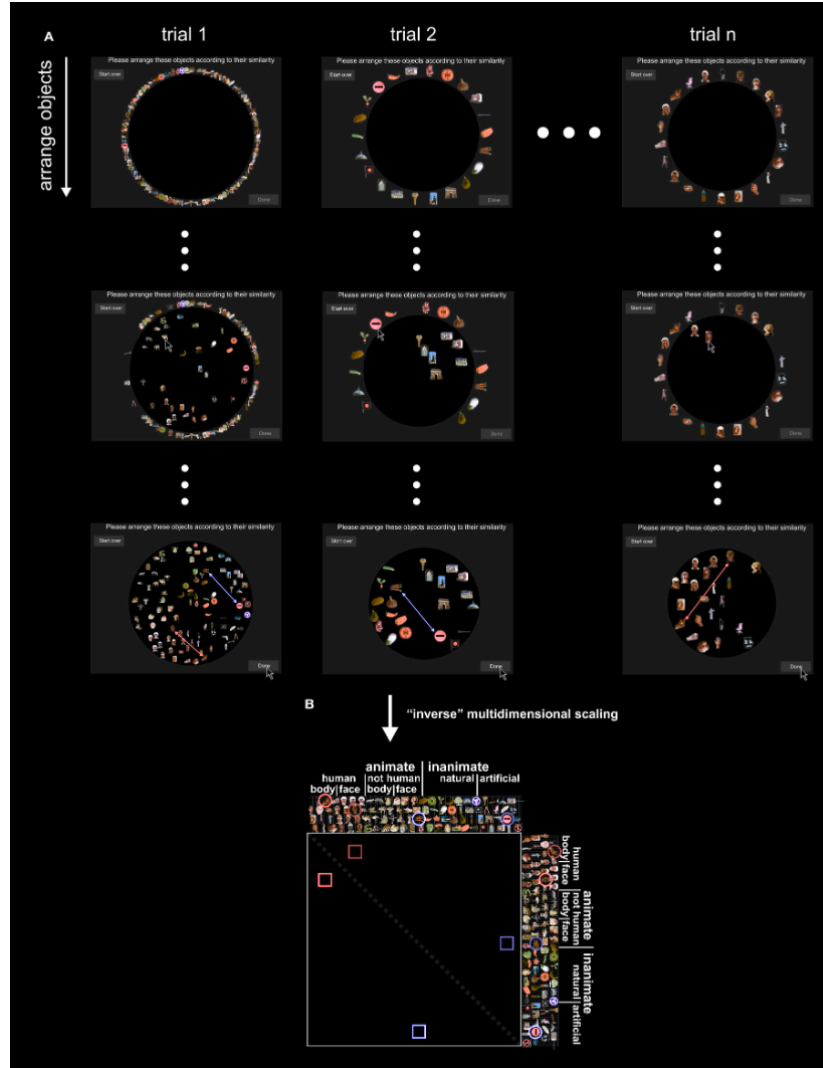 A
trial 1
trial 2
trial n
arrange objects
Please arrange these objects according to their similarity
Start over
Done
Please arrange these objects according to their similarity
Start over
Done
Please arrange these objects according to their similarity
Start over
Done
Please arrange these objects according to their similarity
Start over
Done
Please arrange these objects according to their similarity
Start over
Done
Please arrange these objects according to their similarity
Start over
Done
Please arrange these objects according to their similarity
Start over
Done
Please arrange these objects according to their similarity
Start over
Done
Please arrange these objects according to their similarity
Start over
Done
B
"inverse" multidimensional scaling
animate inanimate
human not human natural artificial
body face body face
human
body face
animate
not human
body face
inanimate
natural artificial